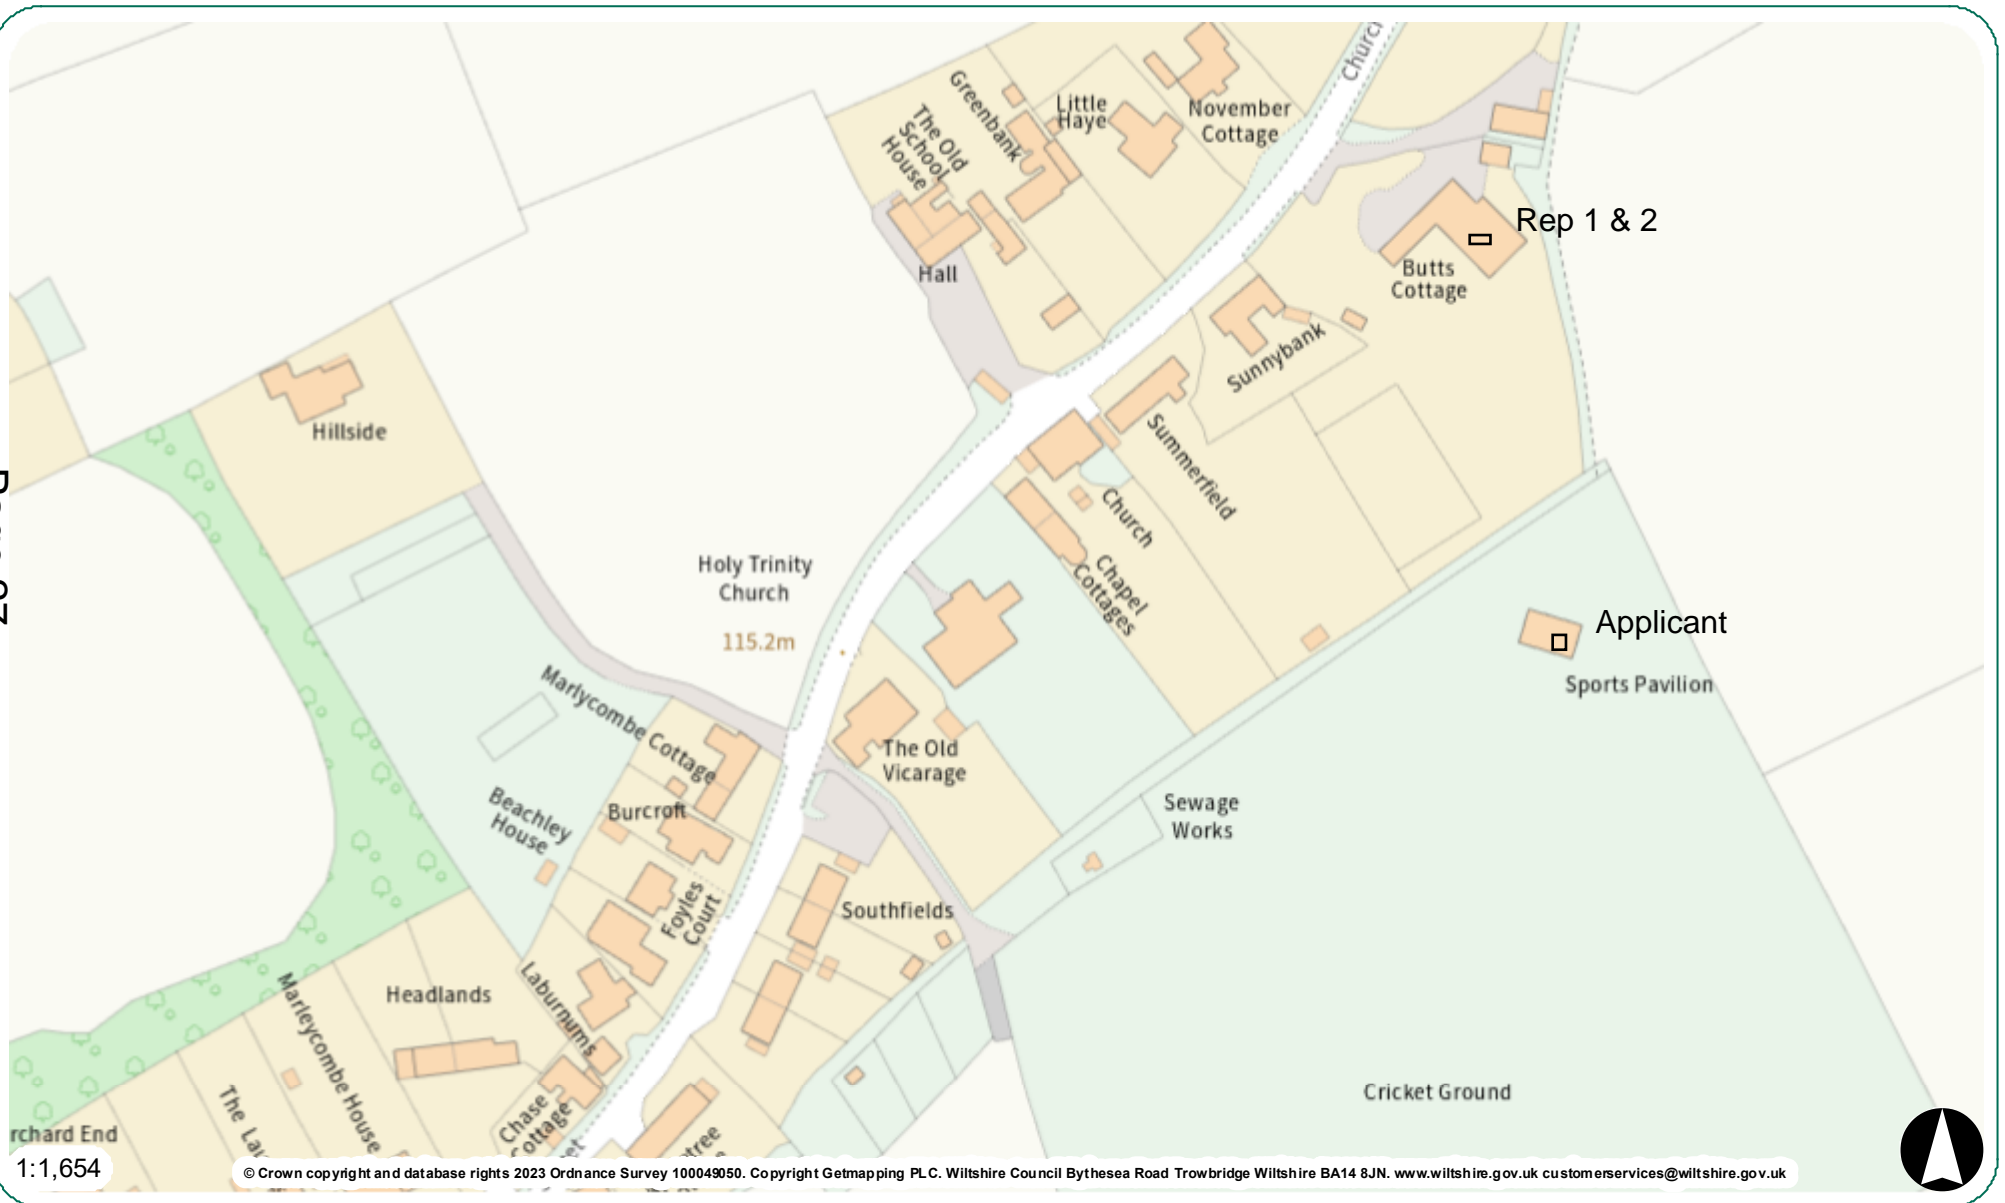 Church
Greenbank
The Old
School
House
Little
Haye
November
Cottage
Hall
Rep 1 & 2
Butts
Cottage
Sunnybank
Hillside
Summerfield
Church
Chapel
Cottages
Holy Trinity
Church
115.2m
Applicant
Sports Pavilion
Marlycombe Cottage
The Old
Vicarage
Beachley
House
Burcroft
Sewage
Works
Foyles
Court
Southfields
Headlands
Laburnums
Marleycombe House
Chase
Cottage
Cricket Ground
rchard End
1:1,654
© Crown copyright and database rights 2023 Ordnance Survey 100049050. Copyright Getmapping PLC. Wiltshire Council Bythesea Road Trowbridge Wiltshire BA14 8JN. www.wiltshire.gov.uk customerservices@wiltshire.gov.uk